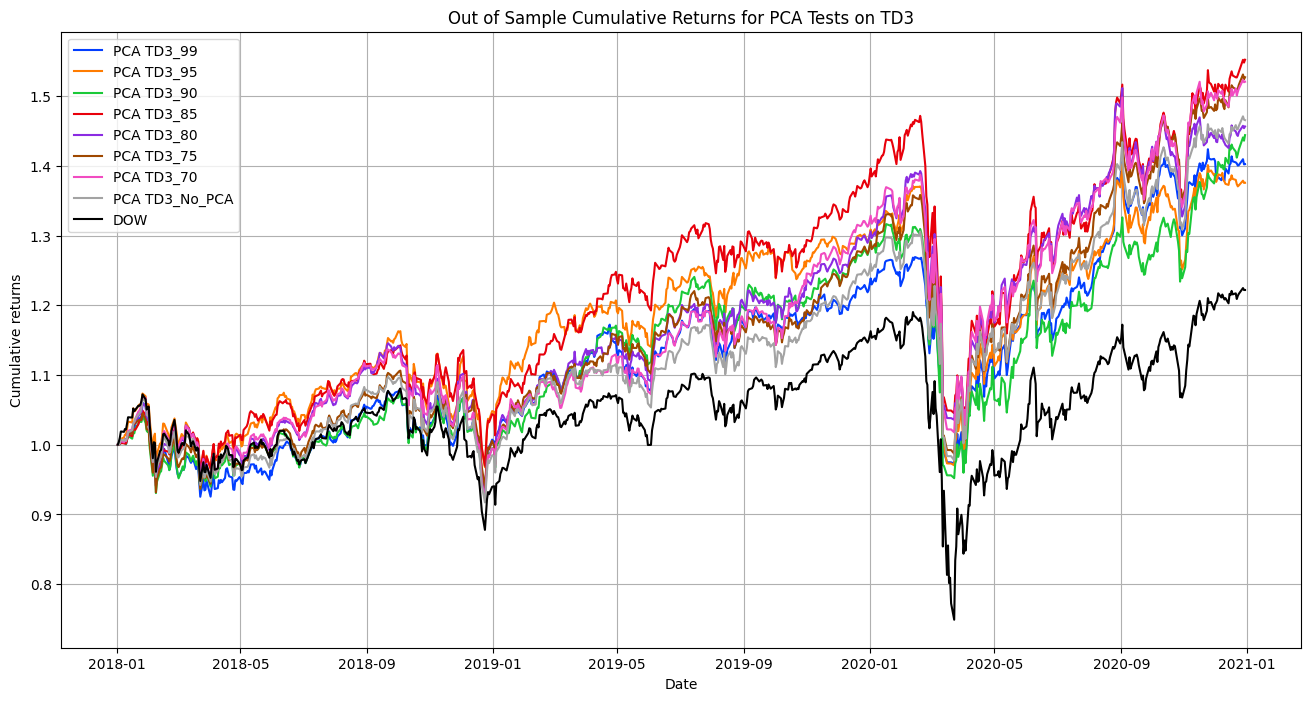 Out of Sample Cumulative Returns for PCA Tests on TD3
PCA TD3_99
PCA TD3_95
PCA TD3_90
PCA TD3_85
PCA TD3_80
PCA TD3_75
PCA TD3_70
PCA TD3_No_PCA
DOW
Cumulative returns
1.5
1.4
1.3
1.2
1.1
1.0
0.9
0.8
2018-01 2018-05 2018-09 2019-01 2019-05 2019-09 2020-01 2020-05 2020-09 2021-01
Date